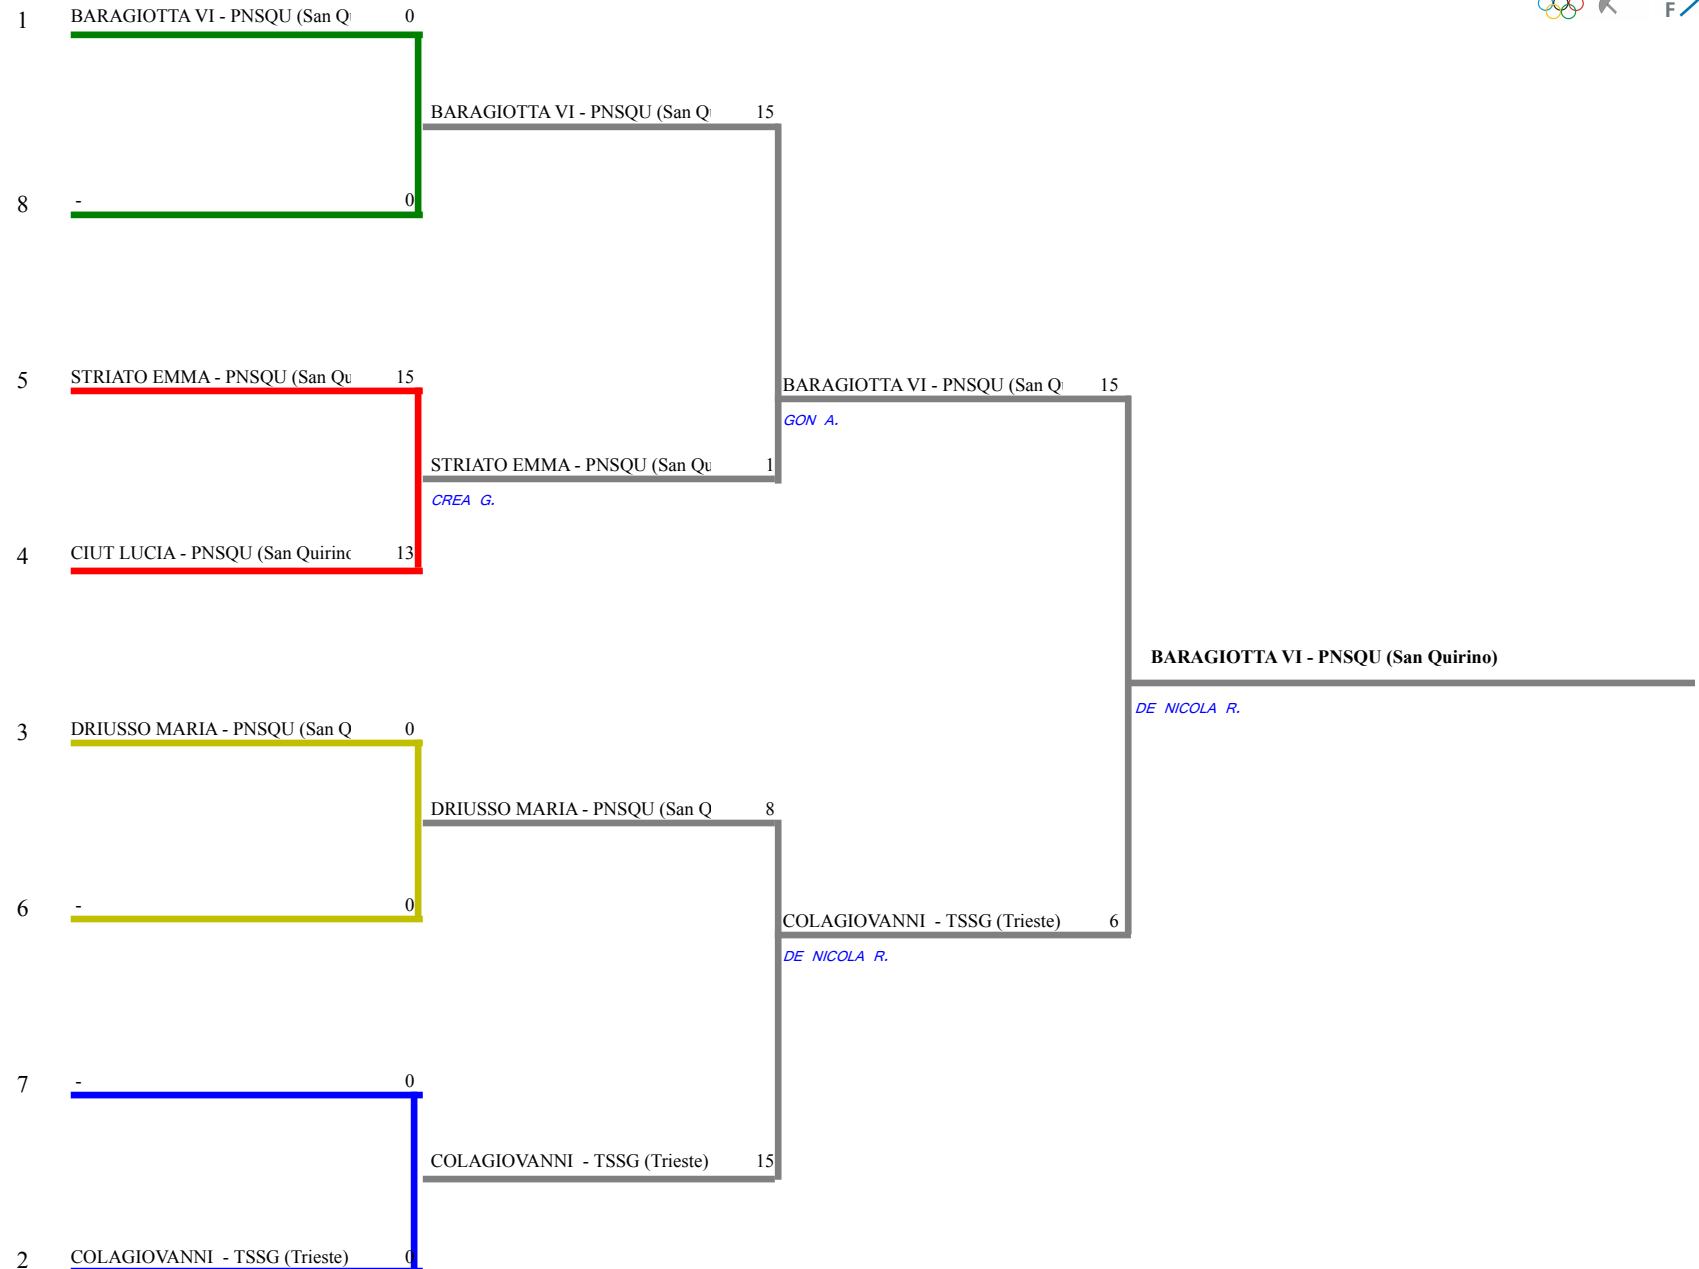 1 BARAGIOTTA VI - PNSQU (San Q 0
F
BARAGIOTTA VI - PNSQU (San Q 15
8 - 0
5 STRIATO EMMA - PNSQU (San Qu 15
BARAGIOTTA VI - PNSQU (San Q 15
GON A.
STRIATO EMMA - PNSQU (San Qu 1
CREA G.
4 CIUT LUCIA - PNSQU (San Quirino 13
BARAGIOTTA VI - PNSQU (San Quirino)
DE NICOLA R.
3 DRIUSSO MARIA - PNSQU (San Q 0
DRIUSSO MARIA - PNSQU (San Q 8
6 - 0
COLAGIOVANNI - TSSG (Trieste) 6
DE NICOLA R.
7 - 0
COLAGIOVANNI - TSSG (Trieste) 15
2 COLAGIOVANNI - TSSG (Trieste) 0